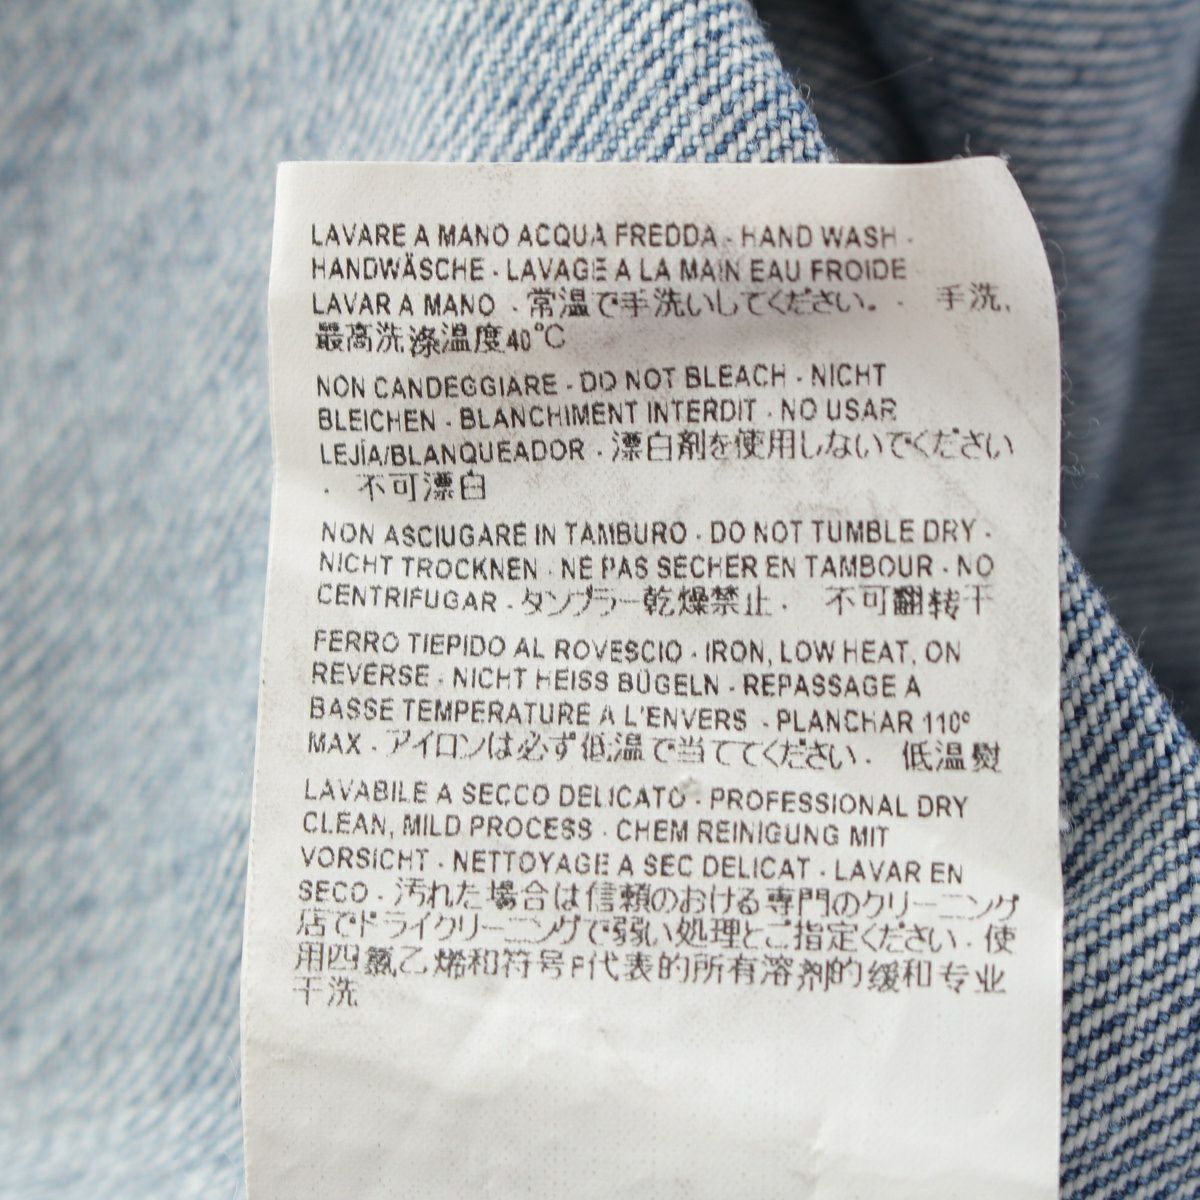 LAVARE A MANO ACQUA FREDDA - HAND WASH -
HANDWÄSCHE - LAVAGE A LA MAIN EAU FROIDE
LAVAR A MANO - 常温で手洗いしてください。 - 手洗,
最高洗涤温度40°C
NON CANDEGGIARE - DO NOT BLEACH - NICHT
BLEICHEN - BLANCHIMENT INTERDIT - NO USAR
LEJÍA/BLANQUEADOR - 漂白剤を使用しないでください
- 不可漂白
NON ASCIUGARE IN TAMBURO - DO NOT TUMBLE DRY -
NICHT TROCKNEN - NE PAS SECHER EN TAMBOUR - NO
CENTRIFUGAR - タンブラー乾燥禁止 - 不可翻转干
FERRO TIEPIDO AL ROVESCIO - IRON, LOW HEAT, ON
REVERSE - NICHT HEISS BÜGELN - REPASSAGE A
BASSE TEMPERATURE A L'ENVERS - PLANCHAR 110º
MAX - アイロンは必ず低温で当ててください - 低温熨
LAVABILE A SECCO DELICATO - PROFESSIONAL DRY
CLEAN, MILD PROCESS - CHEM REINIGUNG MIT
VORSICHT - NETTOYAGE A SEC DELICAT - LAVAR EN
SECO - 汚れた場合は信頼のおける専門のクリーニング
店でドライクリーニングで弱い処理とご指定ください - 使
用四氯乙烯和符号F代表的所有溶剂的缓和专业
干洗